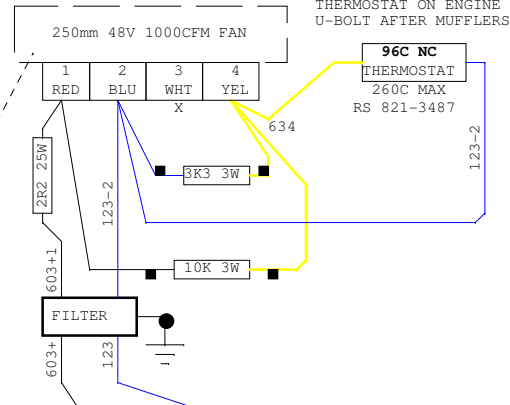 THERMOSTAT ON ENGINE
U-BOLT AFTER MUFFLERS
250mm 48V 1000CFM FAN
1 2 3 4
RED BLU WHT YEL
X
96C NC
THERMOSTAT
260C MAX
RS 821-3487
634
123-2
2R2 25W
3K3 3W
123-2
10K 3W
603+1
FILTER
603+
123